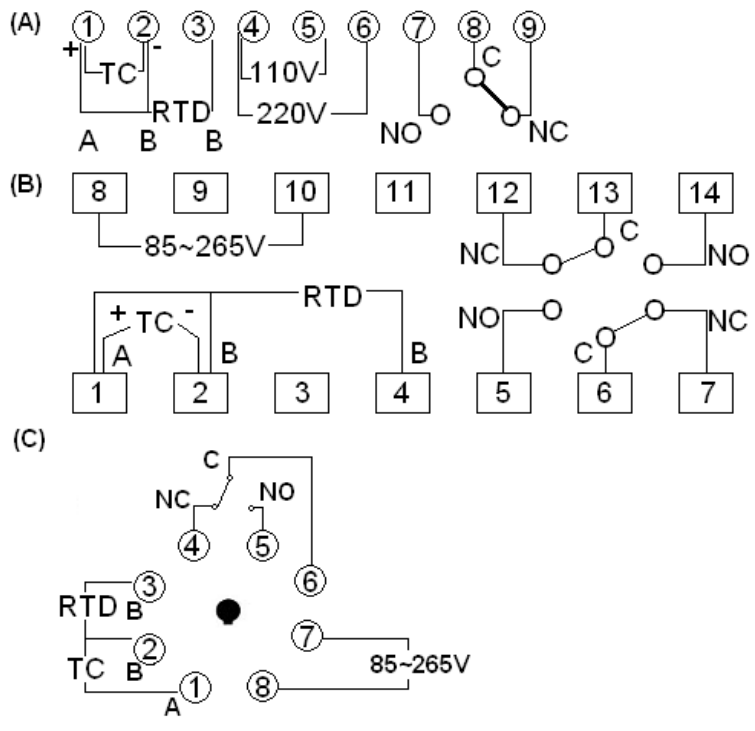 (A) 1 2 3 4 5 6 7 8 9
+ TC - 110V C
RTD 220V
A B B NO NC
(B) 8 9 10 11 12 13 14
85~265V NC C NO
RTD
+ TC - NO NC
A B B C
1 2 3 4 5 6 7
(C)
C
NC NO
4 5
3 6
RTD B
7
2
TC B 85~265V
1 8
A